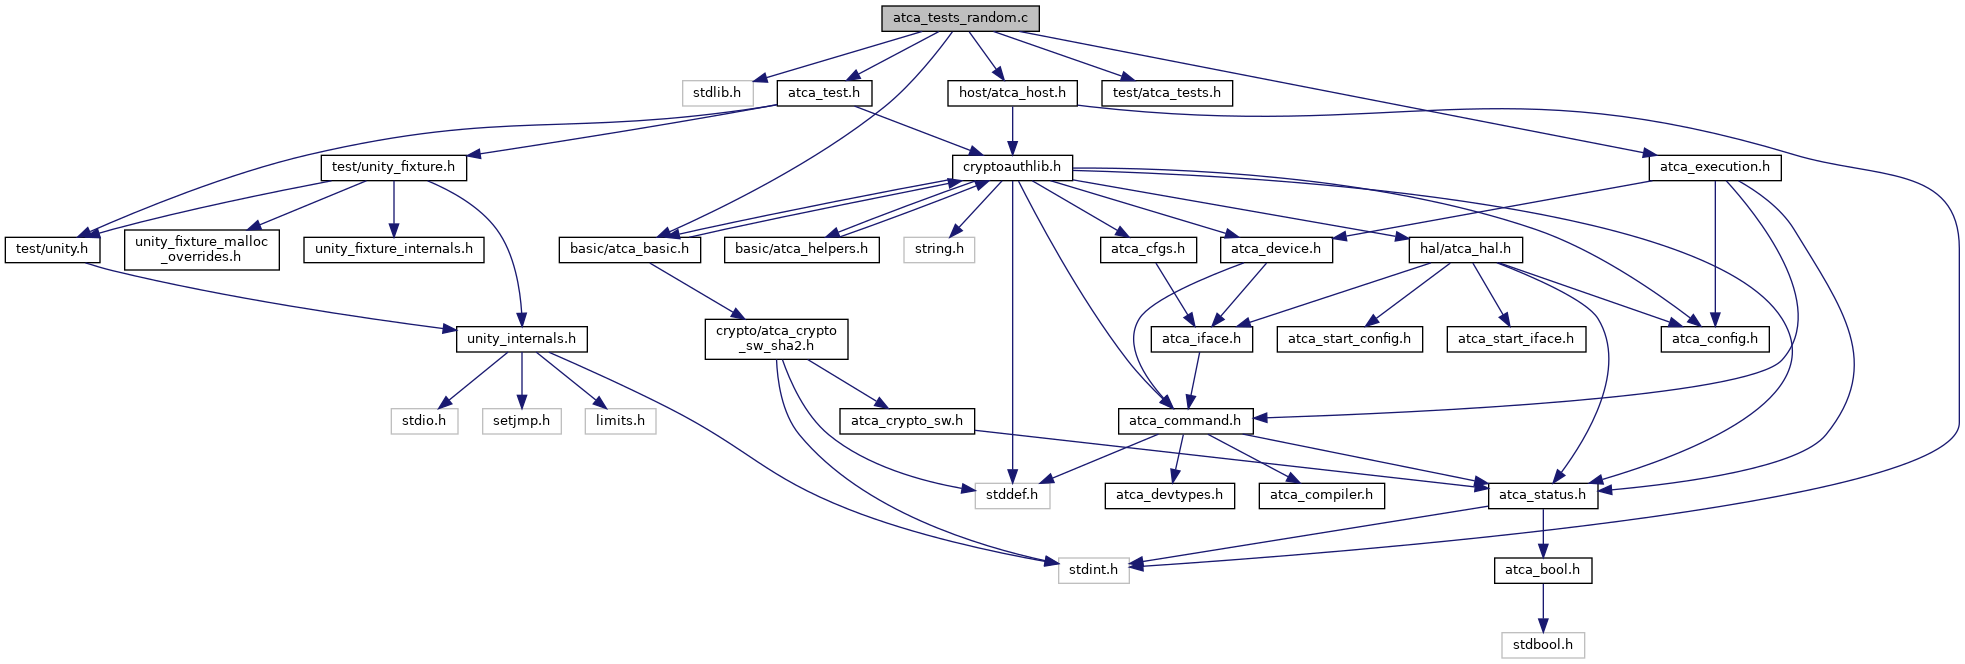 atca_tests_random.c
stdlib.h
atca_test.h
host/atca_host.h
test/atca_tests.h
test/unity_fixture.h
cryptoauthlib.h
atca_execution.h
test/unity.h
unity_fixture_malloc
_overrides.h
unity_fixture_internals.h
basic/atca_basic.h
basic/atca_helpers.h
string.h
atca_cfgs.h
atca_device.h
hal/atca_hal.h
unity_internals.h
crypto/atca_crypto
_sw_sha2.h
atca_iface.h
atca_start_config.h
atca_start_iface.h
atca_config.h
stdio.h
setjmp.h
limits.h
atca_crypto_sw.h
atca_command.h
stddef.h
atca_devtypes.h
atca_compiler.h
atca_status.h
stdint.h
atca_bool.h
stdbool.h